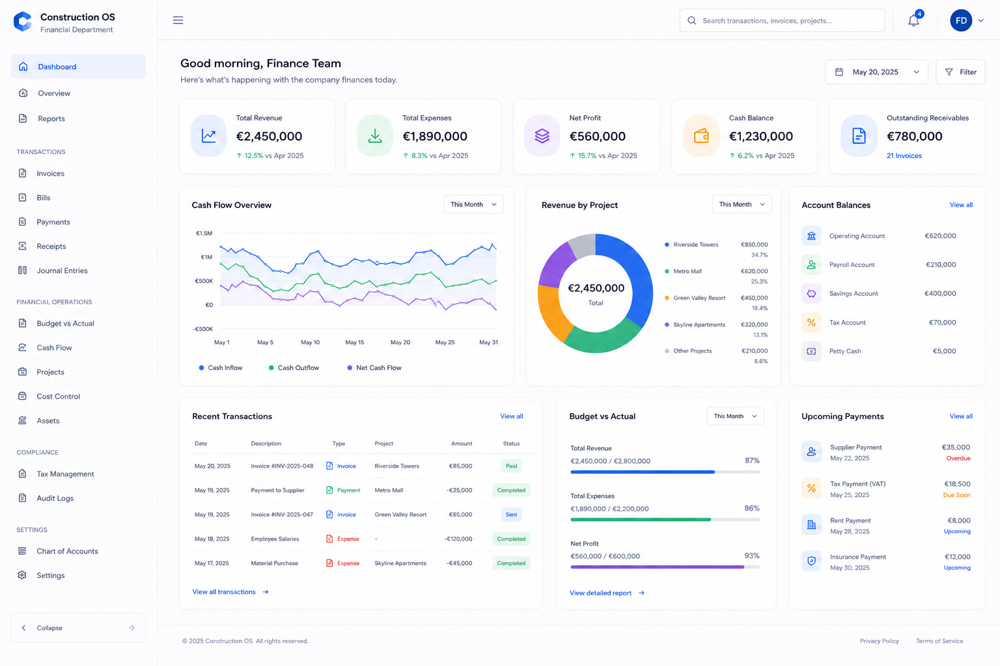 Construction OS
Financial Department
Dashboard
Overview
Reports
TRANSACTIONS
Invoices
Bills
Payments
Receipts
Journal Entries
FINANCIAL OPERATIONS
Budget vs Actual
Cash Flow
Projects
Cost Control
Assets
COMPLIANCE
Tax Management
Audit Logs
SETTINGS
Chart of Accounts
Settings
Collapse
Search transactions, invoices, projects...
4
FD
Good morning, Finance Team
Here's what's happening with the company finances today.
May 20, 2025
Filter
Total Revenue
€2,450,000
↑ 12.5% vs Apr 2025
Total Expenses
€1,890,000
↑ 8.3% vs Apr 2025
Net Profit
€560,000
↑ 15.7% vs Apr 2025
Cash Balance
€1,230,000
↑ 6.2% vs Apr 2025
Outstanding Receivables
€780,000
21 Invoices
Cash Flow Overview
This Month
€1.5M
€1M
€500K
€0
-€500K
May 1 May 5 May 10 May 15 May 20 May 25 May 31
Cash Inflow Cash Outflow Net Cash Flow
Revenue by Project
This Month
€2,450,000
Total
Riverside Towers €850,000
34.7%
Metro Mall €620,000
25.3%
Green Valley Resort €450,000
18.4%
Skyline Apartments €320,000
13.1%
Other Projects €210,000
8.6%
Account Balances
View all
Operating Account €620,000
Payroll Account €210,000
Savings Account €400,000
Tax Account €70,000
Petty Cash €5,000
Recent Transactions
View all
Date Description Type Project Amount Status
May 20, 2025 Invoice #INV-2025-048 Invoice Riverside Towers €85,000 Paid
May 19, 2025 Payment to Supplier Payment Metro Mall -€25,000 Completed
May 19, 2025 Invoice #INV-2025-047 Invoice Green Valley Resort €65,000 Sent
May 18, 2025 Employee Salaries Expense - -€120,000 Completed
May 17, 2025 Material Purchase Expense Skyline Apartments -€45,000 Completed
View all transactions →
Budget vs Actual
This Month
Total Revenue
€2,450,000 / €2,800,000 87%
Total Expenses
€1,890,000 / €2,200,000 86%
Net Profit
€560,000 / €600,000 93%
View detailed report →
Upcoming Payments
View all
Supplier Payment €35,000
May 22, 2025 Overdue
Tax Payment (VAT) €18,500
May 25, 2025 Due Soon
Rent Payment €8,000
May 28, 2025 Upcoming
Insurance Payment €12,000
May 30, 2025 Upcoming
© 2025 Construction OS. All rights reserved.
Privacy Policy Terms of Service